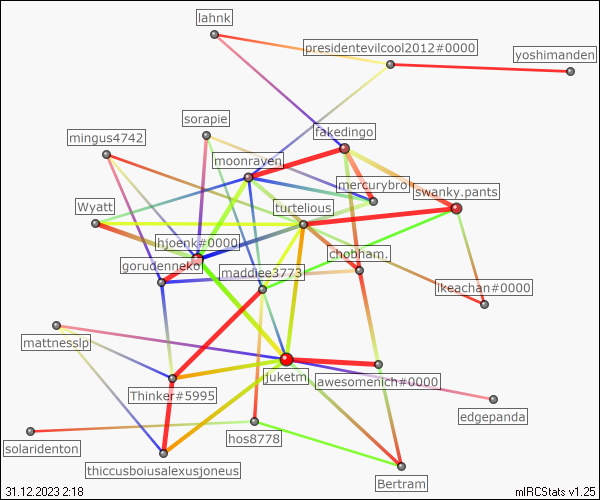 lahnk
presidentevilcool2012#0000
yoshimanden
sorapie
fakedingo
mingus4742
moonrayen
mercurybro
swanky.pants
Wyatt
turtelious
hjoenk#0000
chobham.
gorudenneko
maddiee3773
ikeachan#0000
mattnesslp
juketm
awesomenich#0000
Thinker#5995
edgepanda
hos8778
solaridenton
thiccusboiusalexusjoneus
Bertram
31.12.2023 2:18
mIRCStats v1.25